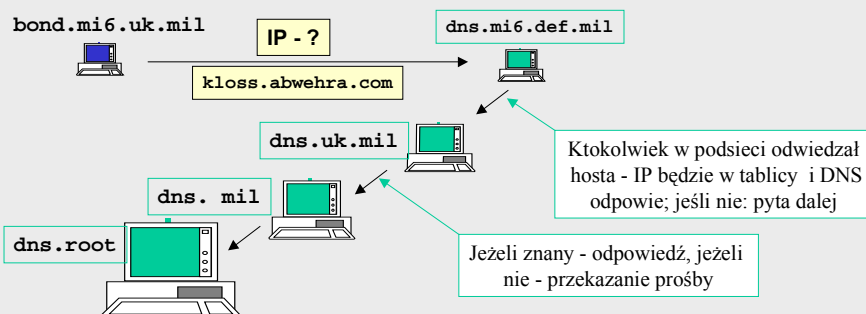 bond.mi6.uk.mil
IP - ?
dns.mi6.def.mil
kloss.abwehra.com
dns.uk.mil
Ktokolwiek w podsieci odwiedzał
hosta - IP będzie w tablicy i DNS
odpowie; jeśli nie: pyta dalej
dns. mil
dns.root
Jeżeli znany - odpowiedź, jeżeli
nie - przekazanie prośby